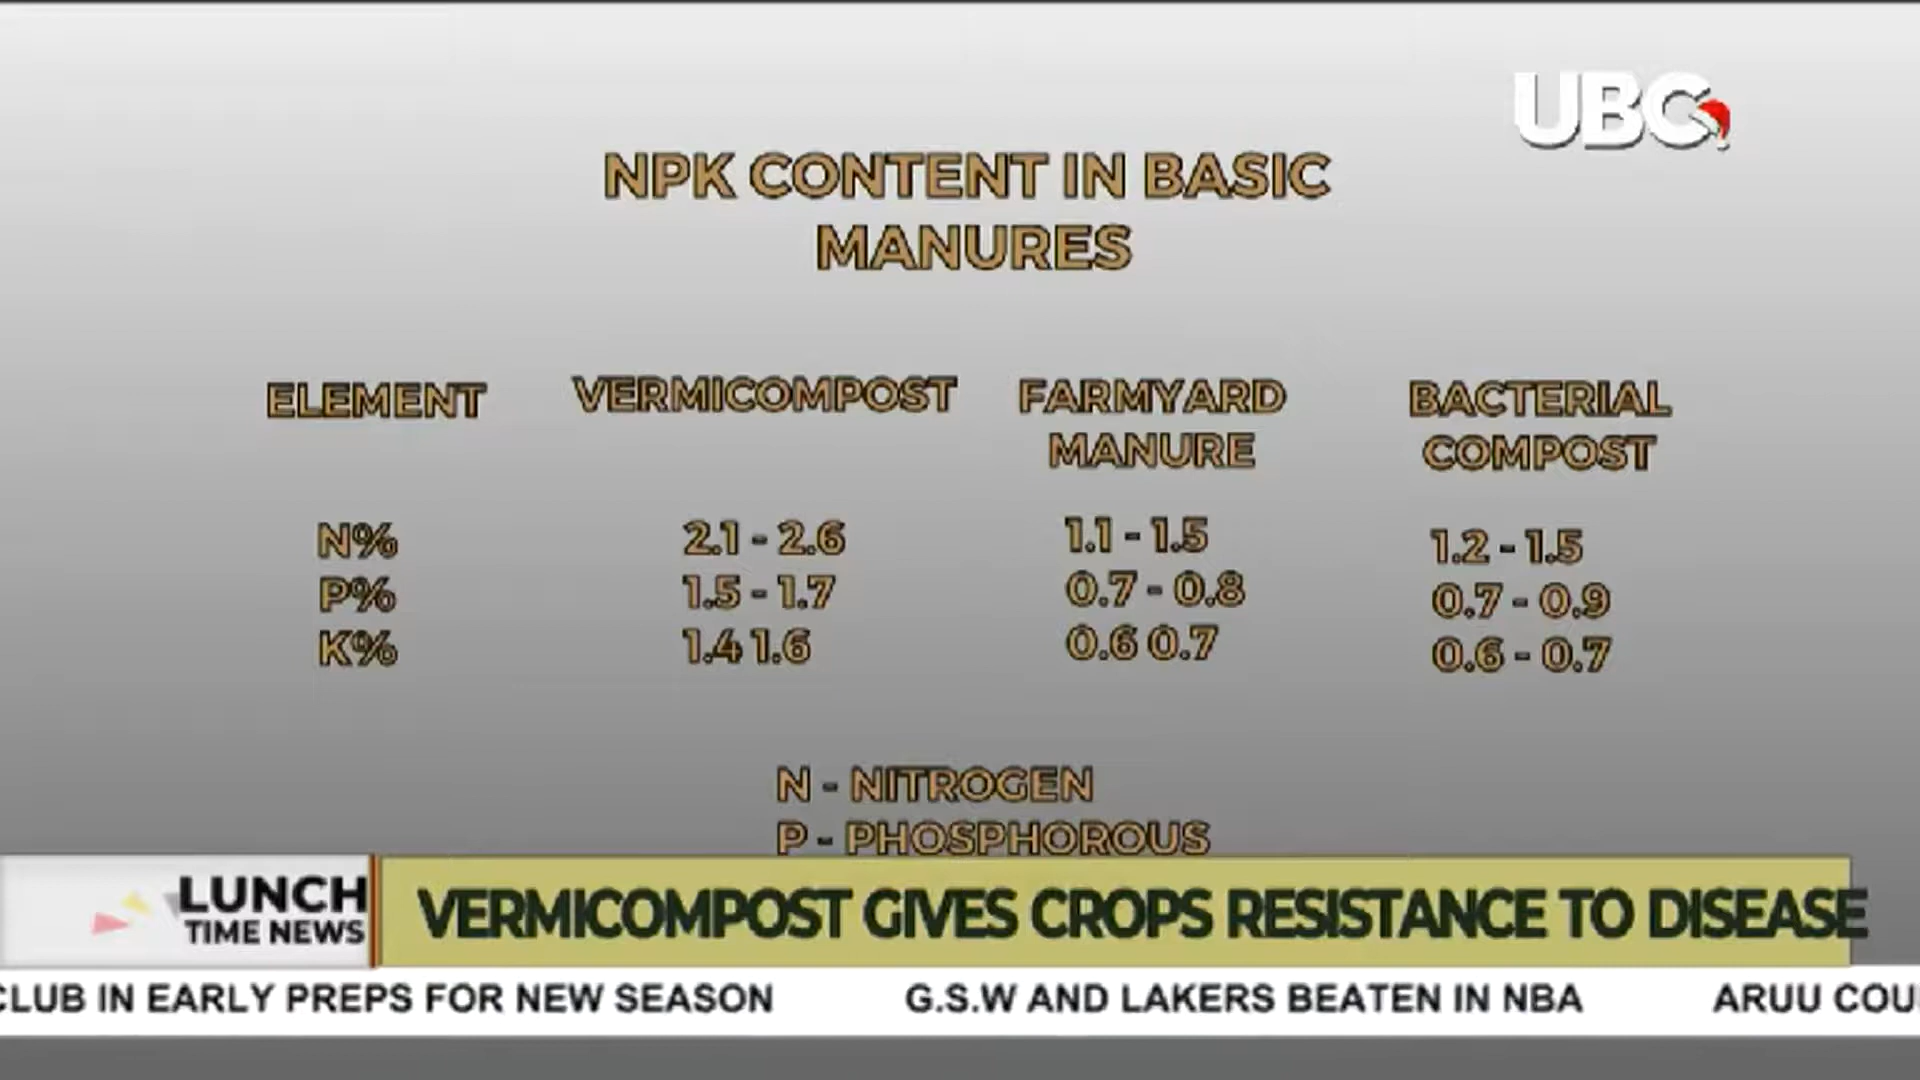 UBC
NPK CONTENT IN BASIC
MANURES
ELEMENT VERMICOMPOST FARMYARD MANURE BACTERIAL COMPOST
N% 2.1 - 2.6 1.1 - 1.5 1.2 - 1.5
P% 1.5 - 1.7 0.7 - 0.8 0.7 - 0.9
K% 1.4 1.6 0.6 0.7 0.6 - 0.7
N - NITROGEN
P - PHOSPHOROUS
LUNCH
TIME NEWS
VERMICOMPOST GIVES CROPS RESISTANCE TO DISEASE
CLUB IN EARLY PREPS FOR NEW SEASON G.S.W AND LAKERS BEATEN IN NBA ARUU COU